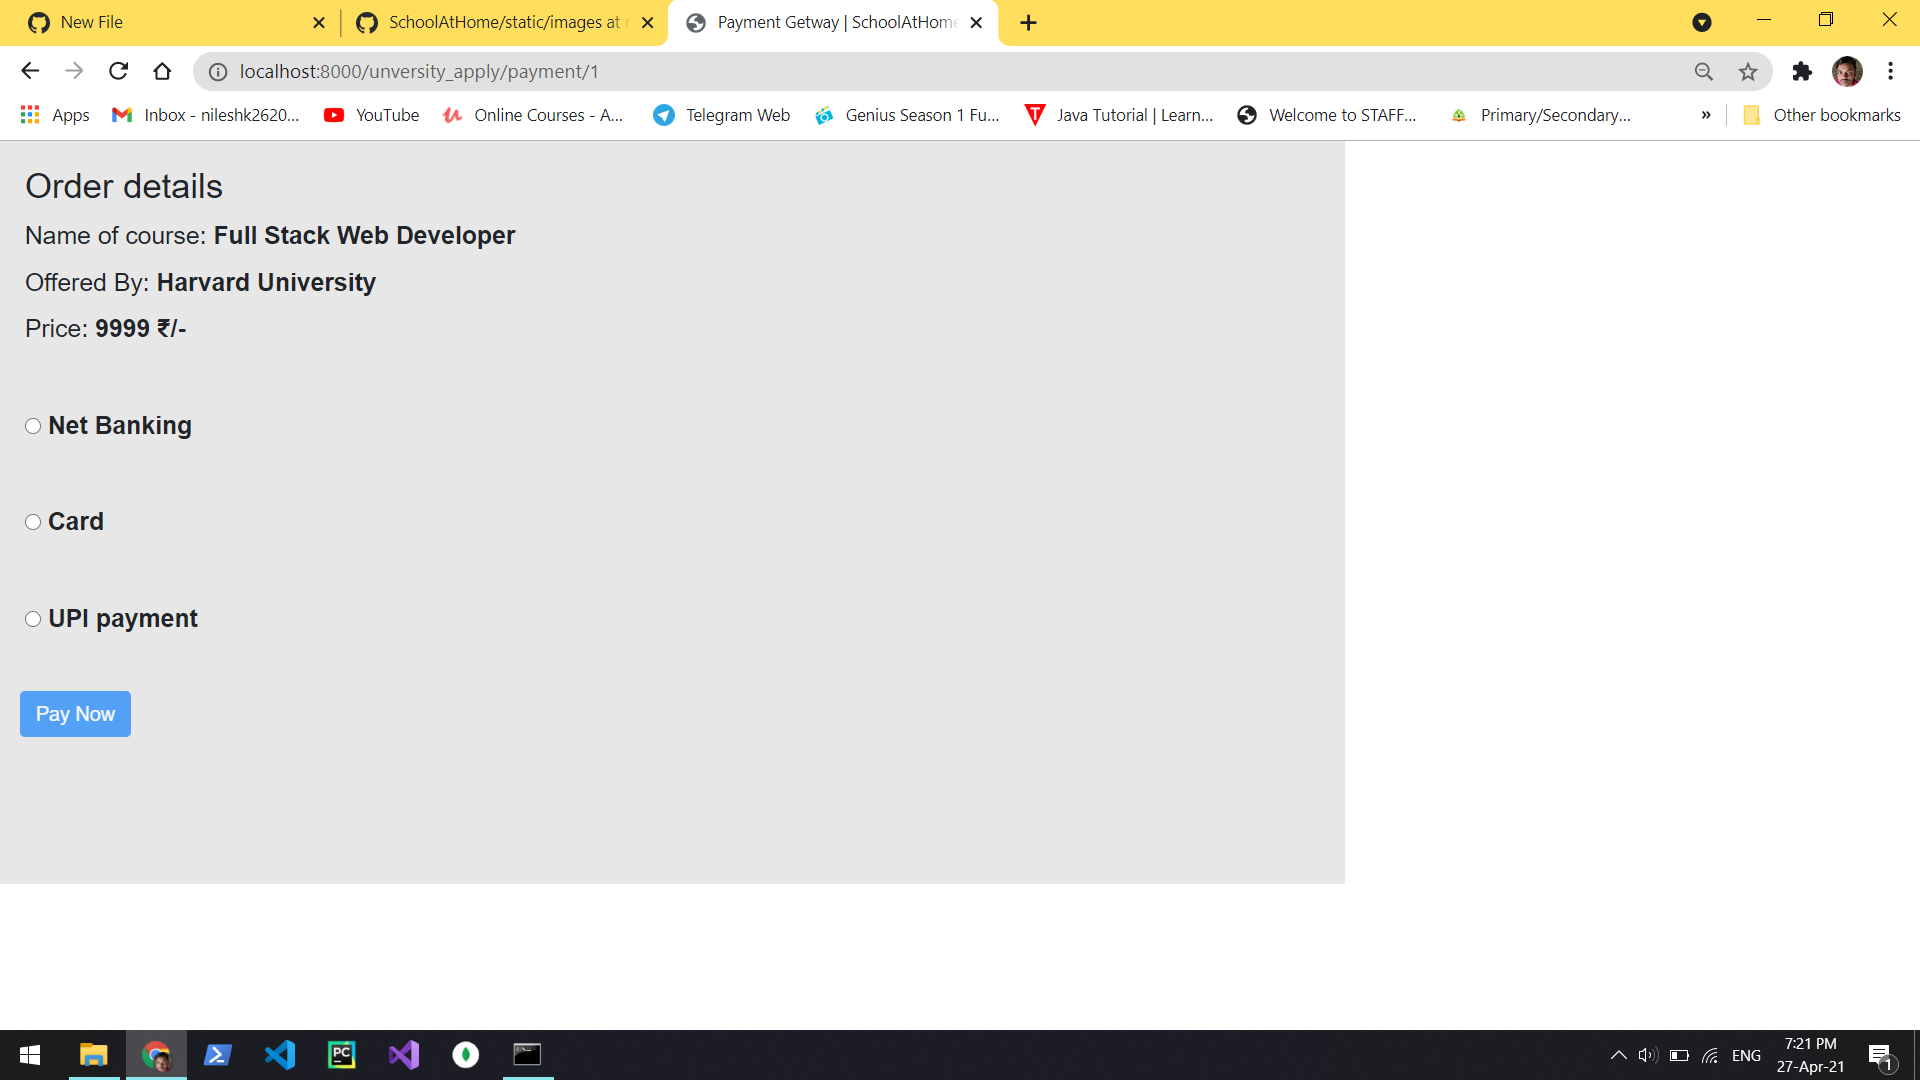 New File
SchoolAtHome/static/images at
Payment Getway | SchoolAtHome
localhost:8000/unversity_apply/payment/1
Apps
Inbox - nileshk2620...
YouTube
Online Courses - A...
Telegram Web
Genius Season 1 Fu...
Java Tutorial | Learn...
Welcome to STAFF...
Primary/Secondary...
»
Other bookmarks
Order details
Name of course: Full Stack Web Developer
Offered By: Harvard University
Price: 9999 ₹/-
Net Banking
Card
UPI payment
Pay Now
PC
ENG
7:21 PM
27-Apr-21
1